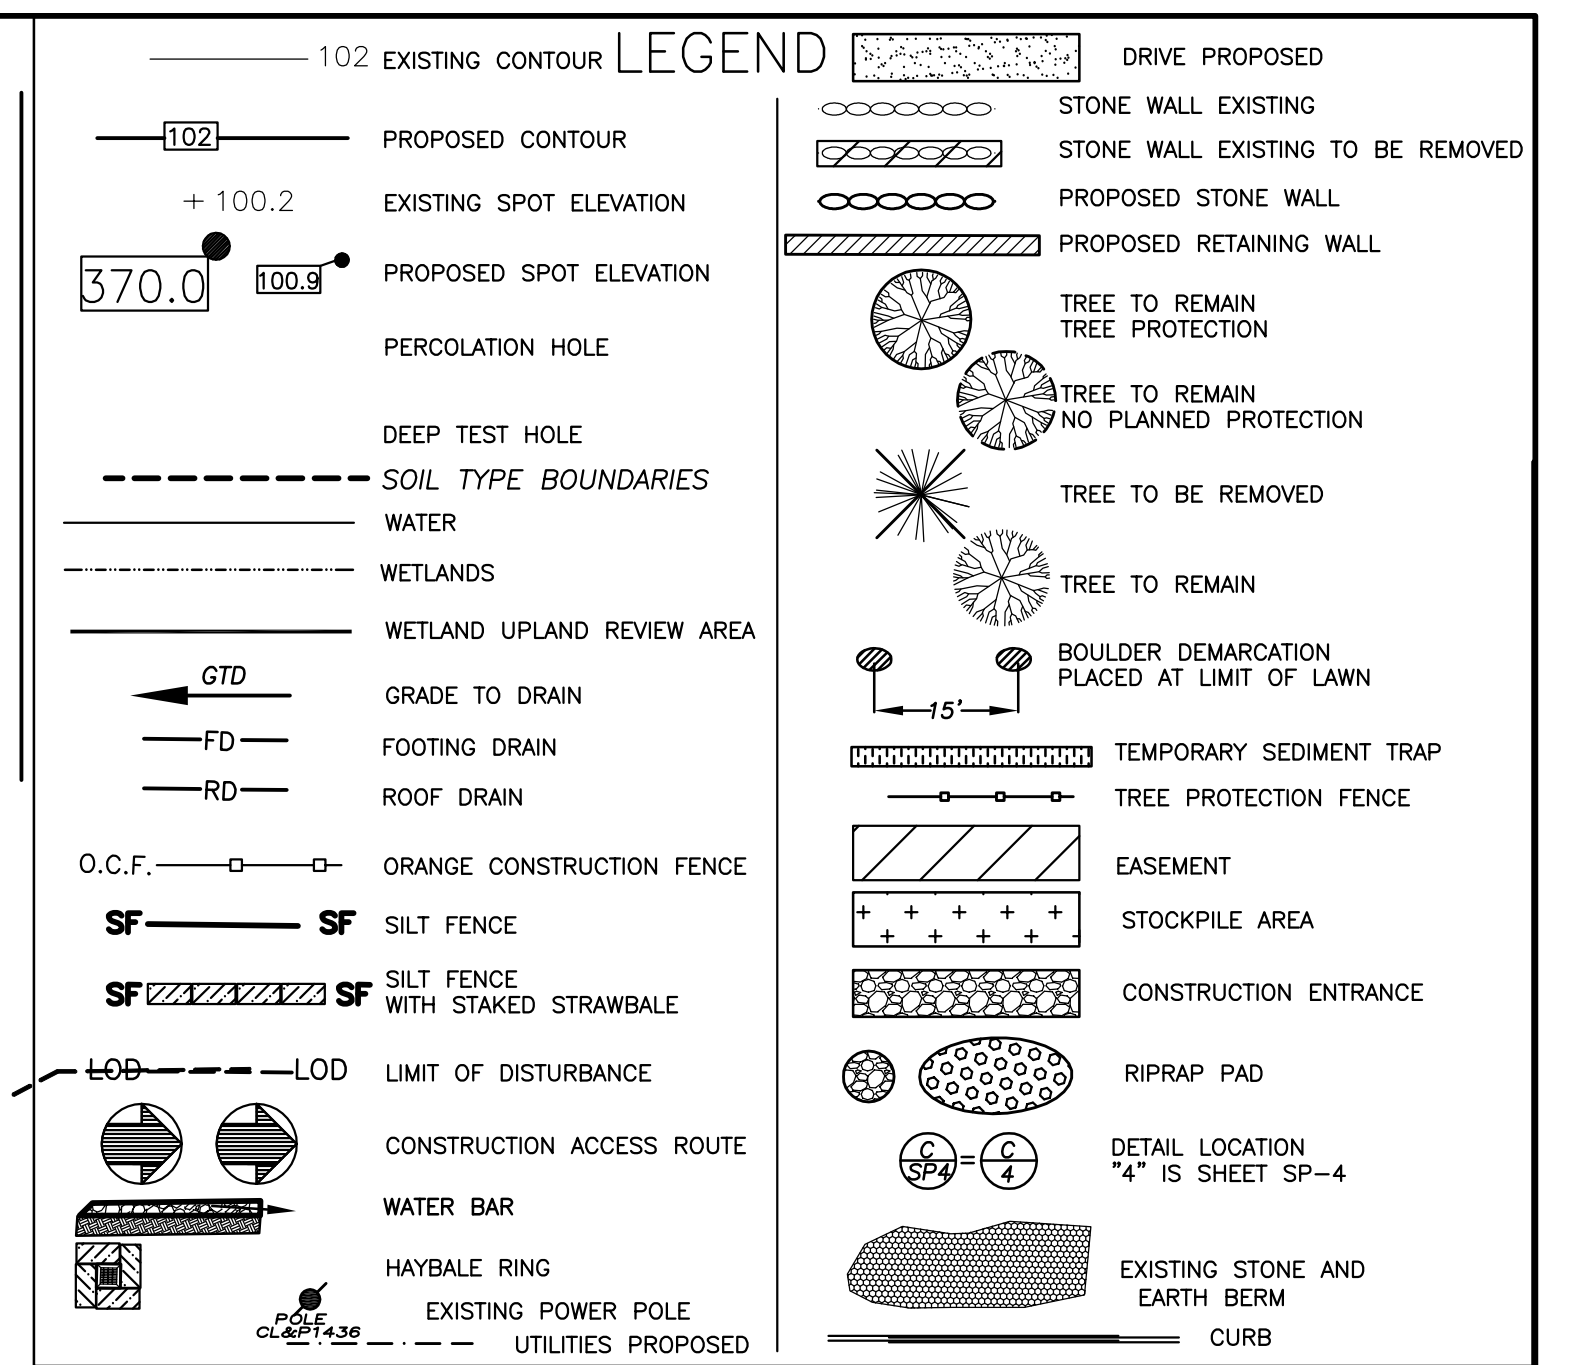 LEGEND
102 EXISTING CONTOUR
102 PROPOSED CONTOUR
+ 100.2 EXISTING SPOT ELEVATION
370.0 100.9 PROPOSED SPOT ELEVATION
PERCOLATION HOLE
DEEP TEST HOLE
SOIL TYPE BOUNDARIES
WATER
WETLANDS
WETLAND UPLAND REVIEW AREA
GTD
GRADE TO DRAIN
FD FOOTING DRAIN
RD ROOF DRAIN
O.C.F. ORANGE CONSTRUCTION FENCE
SF SF SILT FENCE
SILT FENCE
SF SF WITH STAKED STRAWBALE
LOD LOD LIMIT OF DISTURBANCE
CONSTRUCTION ACCESS ROUTE
WATER BAR
HAYBALE RING
EXISTING POWER POLE
POLE
CL&P1436
UTILITIES PROPOSED
DRIVE PROPOSED
STONE WALL EXISTING
STONE WALL EXISTING TO BE REMOVED
PROPOSED STONE WALL
PROPOSED RETAINING WALL
TREE TO REMAIN
TREE PROTECTION
TREE TO REMAIN
NO PLANNED PROTECTION
TREE TO BE REMOVED
TREE TO REMAIN
BOULDER DEMARCATION
PLACED AT LIMIT OF LAWN
15'
TEMPORARY SEDIMENT TRAP
TREE PROTECTION FENCE
EASEMENT
STOCKPILE AREA
CONSTRUCTION ENTRANCE
RIPRAP PAD
C = C
SP4 4
DETAIL LOCATION
"4" IS SHEET SP-4
EXISTING STONE AND
EARTH BERM
CURB